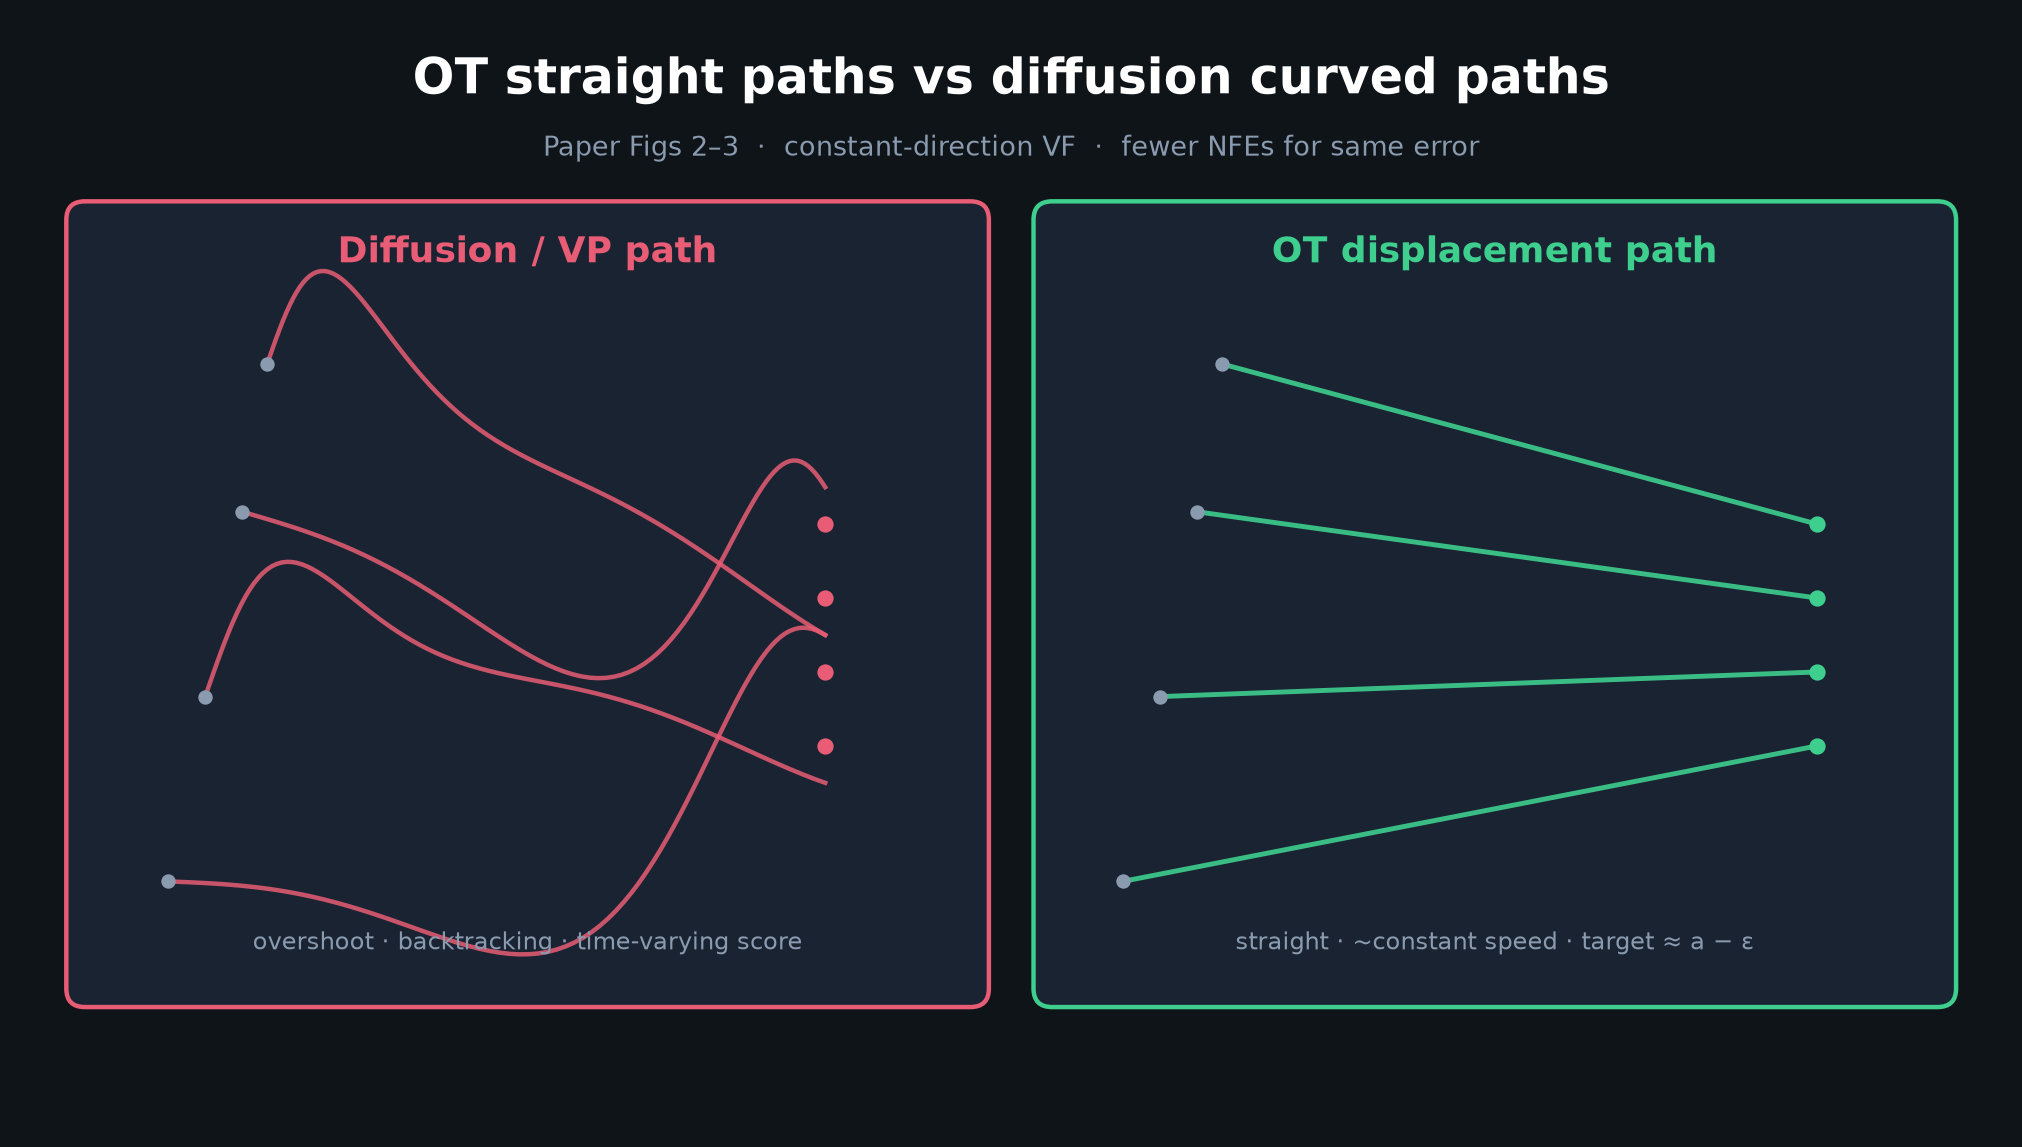 OT straight paths vs diffusion curved paths
Paper Figs 2–3 · constant-direction VF · fewer NFEs for same error
Diffusion / VP path
overshoot · backtracking · time-varying score
OT displacement path
straight · ~constant speed · target ≈ a − ε